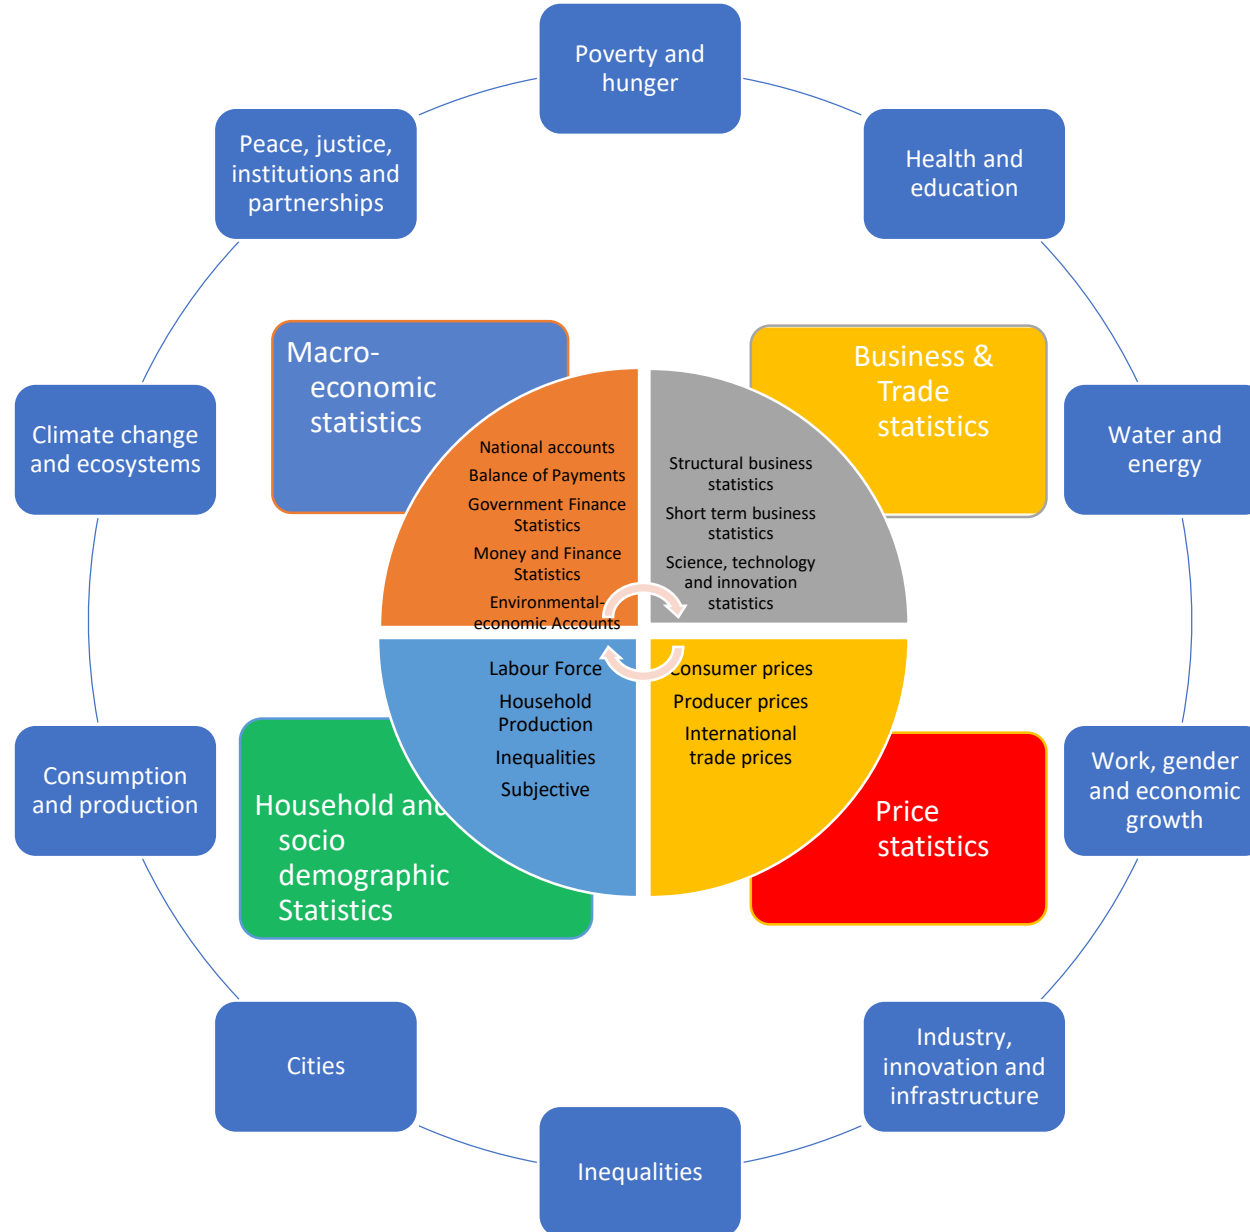 Poverty and
hunger
Peace, justice,
institutions and
partnerships
Health and
education
Macro-
economic
statistics
Business &
Trade
statistics
Climate change
and ecosystems
Water and
energy
National accounts
Balance of Payments
Government Finance
Statistics
Money and Finance
Statistics
Environmental-
economic Accounts
Structural business
statistics
Short term business
statistics
Science, technology
and innovation
statistics
Labour Force
Household
Production
Inequalities
Subjective
Consumer prices
Producer prices
International
trade prices
Consumption
and production
Household and
socio
demographic
Statistics
Price
statistics
Work, gender
and economic
growth
Cities
Industry,
innovation and
infrastructure
Inequalities